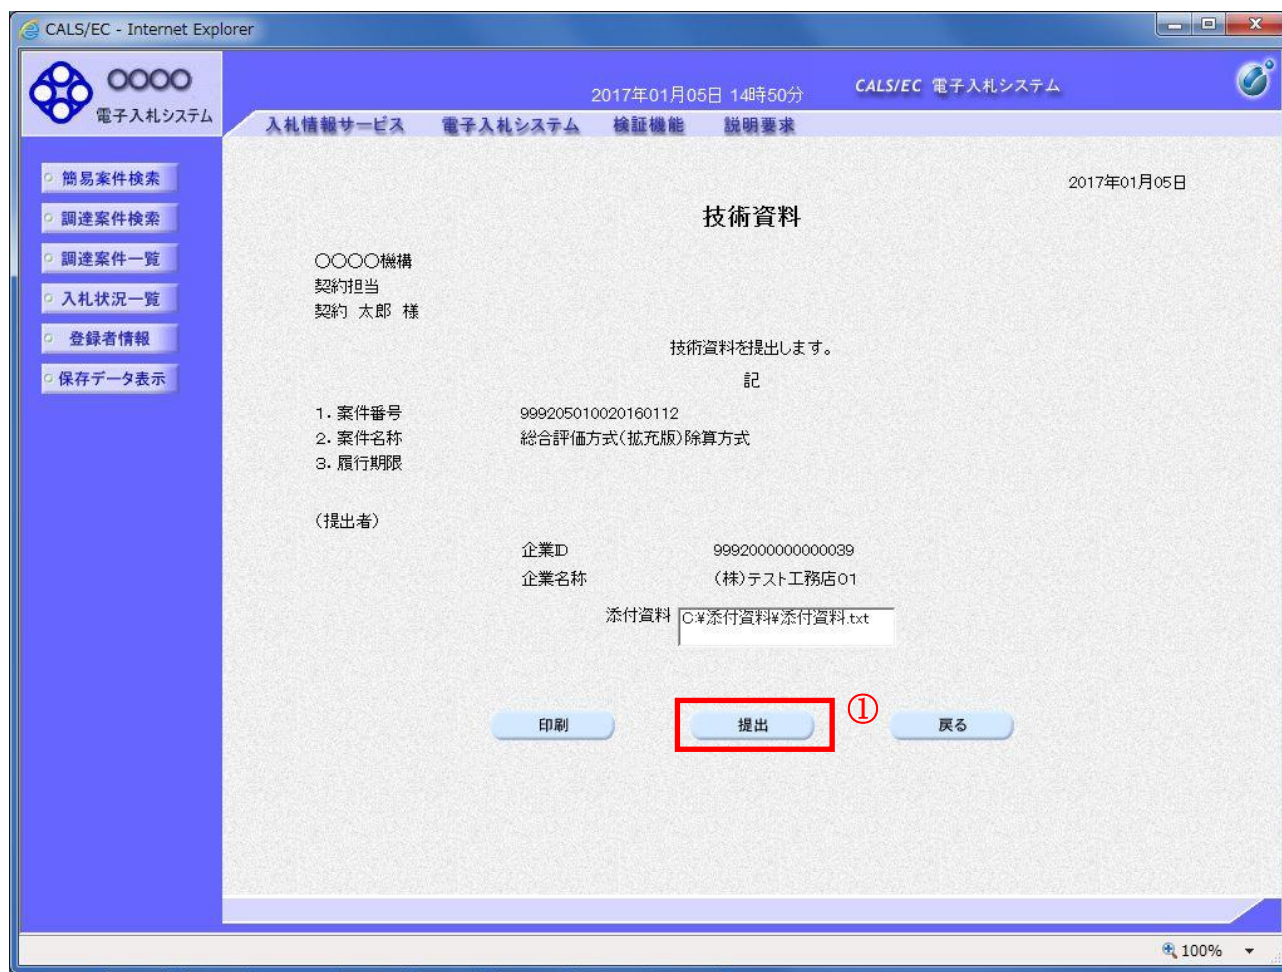 CALS/EC - Internet Explorer
〇〇〇〇
電子入札システム
2017年01月05日 14時50分
CALS/EC 電子入札システム
入札情報サービス 電子入札システム 検証機能 説明要求
簡易案件検索
調達案件検索
調達案件一覧
入札状況一覧
登録者情報
保存データ表示
2017年01月05日
技術資料
〇〇〇〇機構
契約担当
契約 太郎 様
技術資料を提出します。
記
1. 案件番号 999205010020160112
2. 案件名称 総合評価方式(拡充版)除算方式
3. 履行期限
(提出者)
企業ID 9992000000000039
企業名称 (株)テスト工務店01
添付資料 C:¥添付資料¥添付資料.txt
印刷 提出 ① 戻る
100%